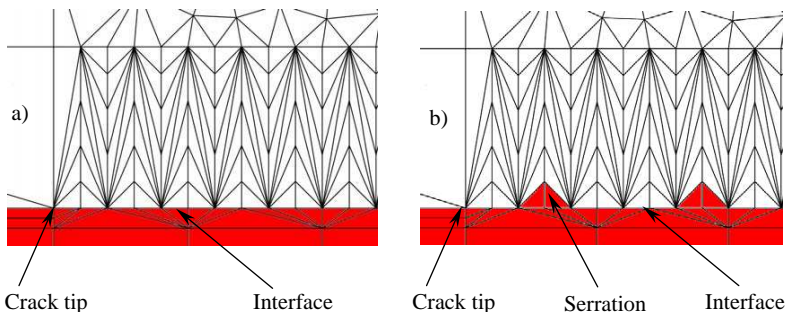 a)
b)
Crack tip
Interface
Crack tip
Serration
Interface